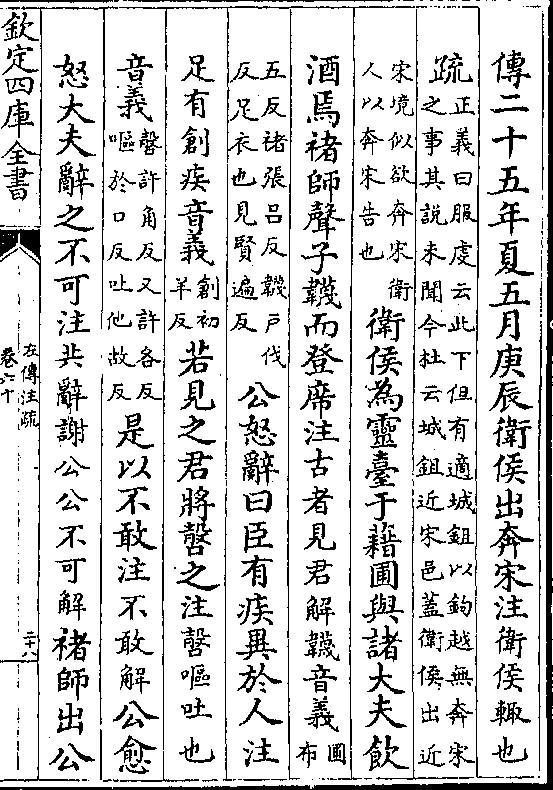 傳二十五年夏五月庚辰衛侯出奔宋注衛侯輒也
疏正義曰服虔云此下但有適城鉏以鉤越無奔宋
之事其說未聞今杜云城鉏近宋邑蓋衛侯出近
宋境似欲奔宋衛
人以奔宋告也衛侯為靈臺于藉圃與諸大夫飲
酒焉褚師聲子韤而登席注古者見君解韤音義圃
布
五反褚張呂反韤戸伐
反足衣也見賢遍反公怒辭曰臣有疾異於人注
足有創疾音義創初
羊反若見之君將㱿之注㱿嘔吐也
音義㱿許角反又許各反
嘔於口反吐他故反是以不敢注不敢解公愈
怒大夫辭之不可注共辭謝公公不可解褚師出公
欽定四庫全書
左傳注疏
卷六十
二十八